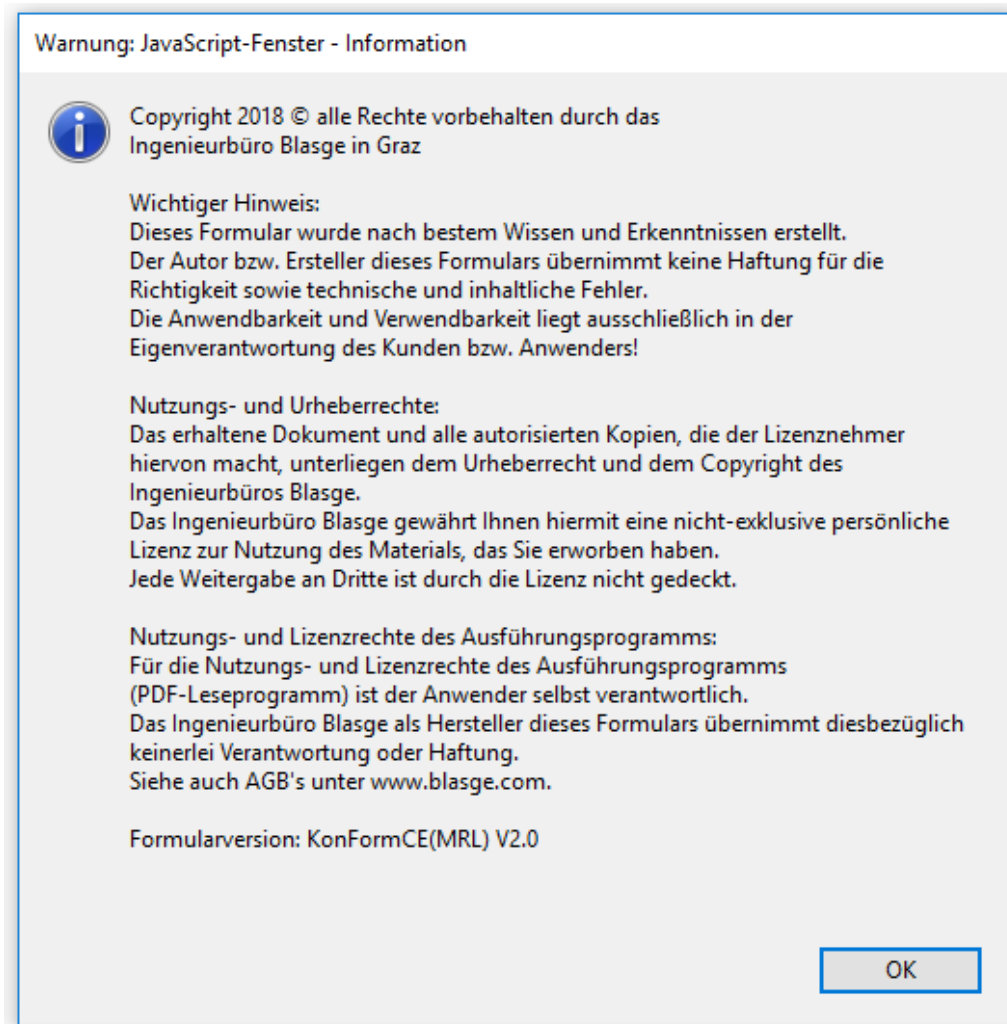 Warnung: JavaScript-Fenster - Information
Copyright 2018 © alle Rechte vorbehalten durch das
Ingenieurbüro Blasge in Graz
Wichtiger Hinweis:
Dieses Formular wurde nach bestem Wissen und Erkenntnissen erstellt.
Der Autor bzw. Ersteller dieses Formulars übernimmt keine Haftung für die
Richtigkeit sowie technische und inhaltliche Fehler.
Die Anwendbarkeit und Verwendbarkeit liegt ausschließlich in der
Eigenverantwortung des Kunden bzw. Anwenders!
Nutzungs- und Urheberrechte:
Das erhaltene Dokument und alle autorisierten Kopien, die der Lizenznehmer
hiervon macht, unterliegen dem Urheberrecht und dem Copyright des
Ingenieurbüros Blasge.
Das Ingenieurbüro Blasge gewährt Ihnen hiermit eine nicht-exklusive persönliche
Lizenz zur Nutzung des Materials, das Sie erworben haben.
Jede Weitergabe an Dritte ist durch die Lizenz nicht gedeckt.
Nutzungs- und Lizenzrechte des Ausführungsprogramms:
Für die Nutzungs- und Lizenzrechte des Ausführungsprogramms
(PDF-Leseprogramm) ist der Anwender selbst verantwortlich.
Das Ingenieurbüro Blasge als Hersteller dieses Formulars übernimmt diesbezüglich
keinerlei Verantwortung oder Haftung.
Siehe auch AGB's unter www.blasge.com.
Formularversion: KonFormCE(MRL) V2.0
OK